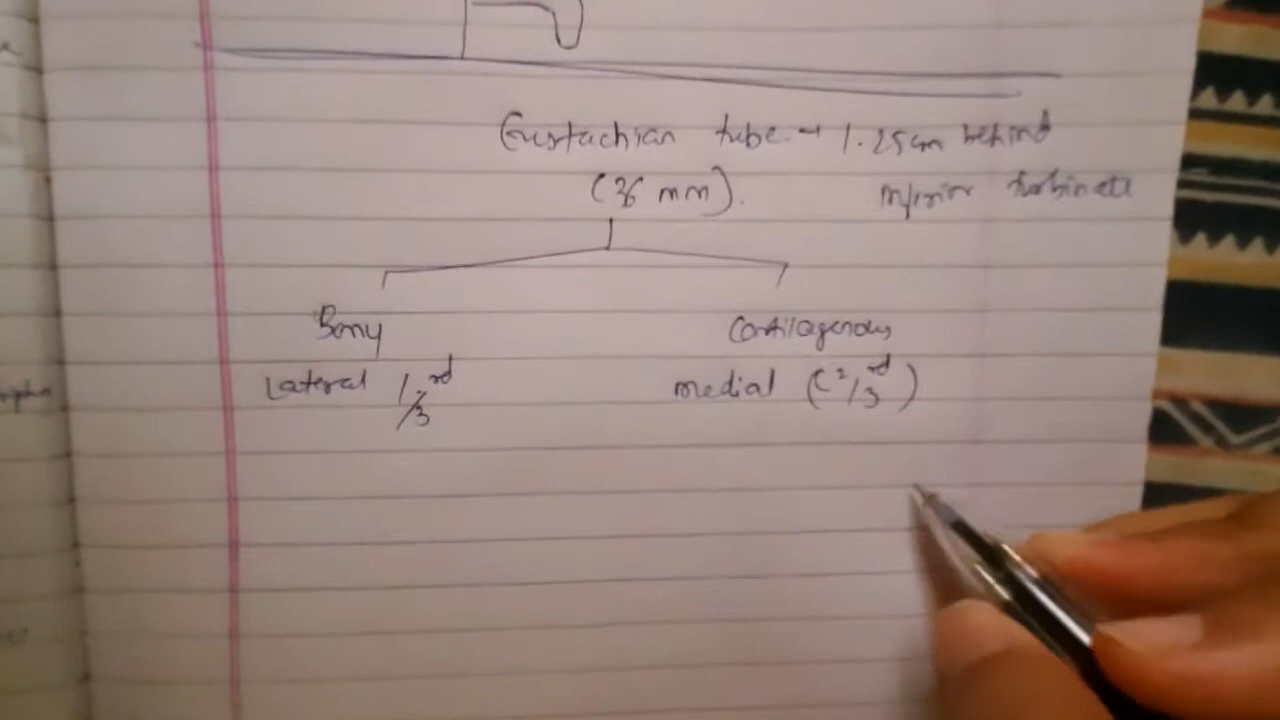 Eustachian tube → 1.25cm behind
(36 mm). inferior turbinate
Bony Cartilagenous
Lateral 1/3rd medial (2/3rd)